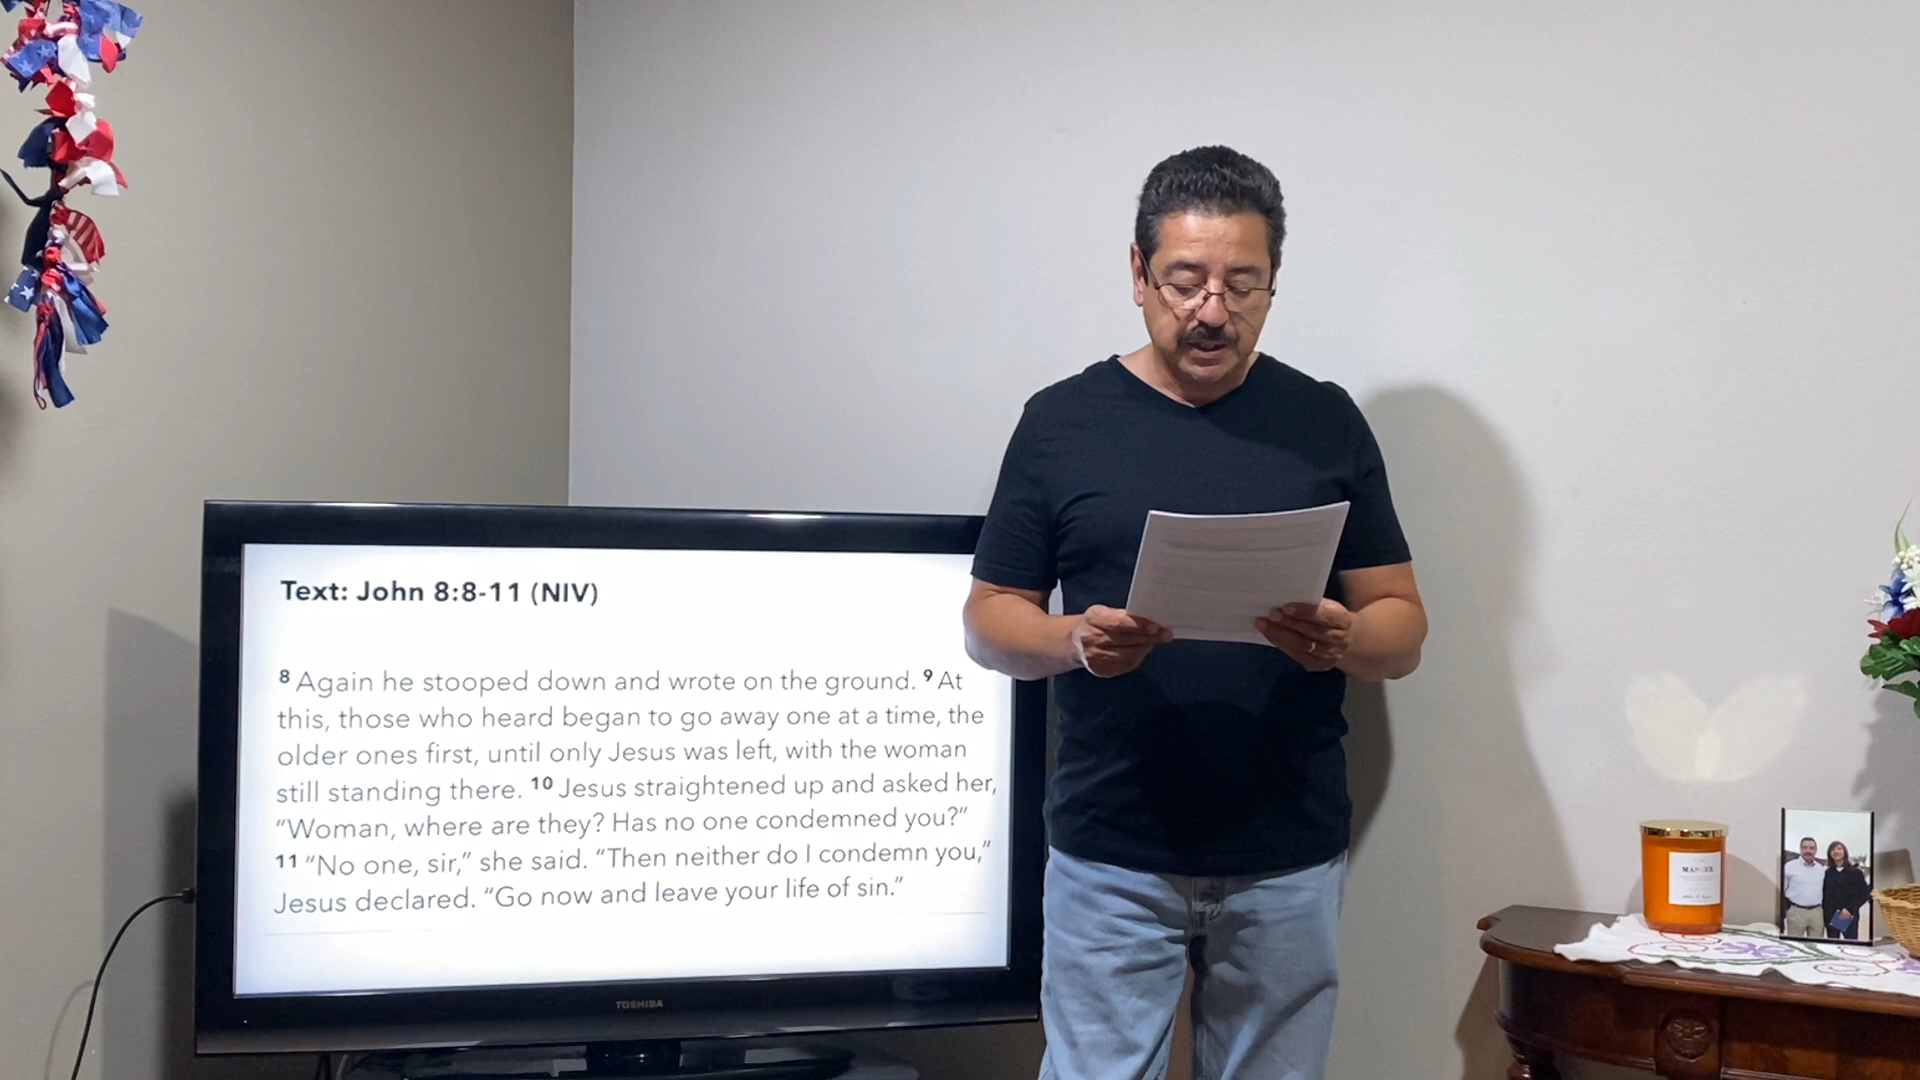 Text: John 8:8-11 (NIV)
8 Again he stooped down and wrote on the ground. 9 At
this, those who heard began to go away one at a time, the
older ones first, until only Jesus was left, with the woman
still standing there. 10 Jesus straightened up and asked her,
“Woman, where are they? Has no one condemned you?”
11 “No one, sir,” she said. “Then neither do I condemn you,”
Jesus declared. “Go now and leave your life of sin.”
TOSHIBA